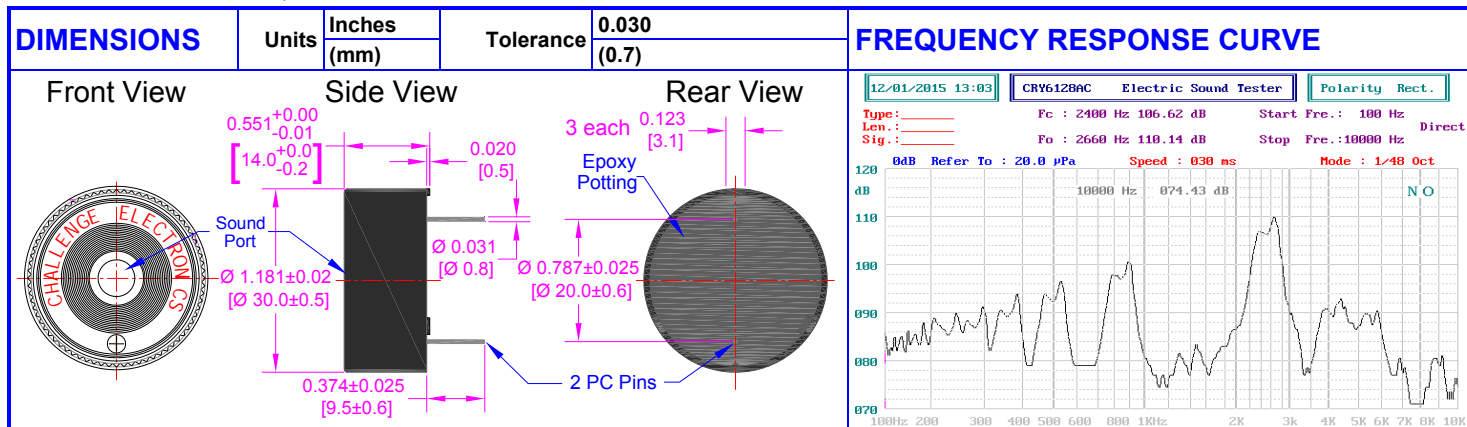 DIMENSIONS
Units
Inches
(mm)
Tolerance
0.030
(0.7)
FREQUENCY RESPONSE CURVE
Front View
Side View
Rear View
CHALLENGE ELECTRONICS
Sound
Port
0.551+0.00
-0.01
[14.0+0.0
-0.2]
0.020
[0.5]
Ø 1.181±0.02
[Ø 30.0±0.5]
Ø 0.031
[Ø 0.8]
0.374±0.025
[9.5±0.6]
3 each 0.123
[3.1]
Epoxy
Potting
Ø 0.787±0.025
[Ø 20.0±0.6]
2 PC Pins
12/01/2015 13:03
CRY6128AC Electric Sound Tester
Polarity Rect.
Type:
Len.:
Sig.:
Fc : 2400 Hz 106.62 dB
Start Fre.: 100 Hz
Direct
Fo : 2660 Hz 110.14 dB
Stop Fre.:10000 Hz
0dB Refer To : 20.0 µPa
Speed : 030 ms
Mode : 1/48 Oct
10000 Hz 074.43 dB
NO
120
dB
110
100
090
080
070
100Hz 200 300 400 500 600 800 1KHz 2K 3k 4K 5K 6K 7K 8K 10K